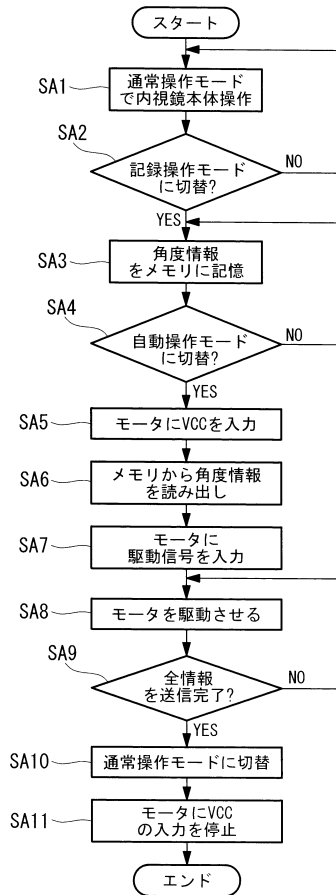 スタート
SA1
通常操作モード
で内視鏡本体操作
SA2
記録操作モード
に切替?
NO
YES
SA3
角度情報
をメモリに記憶
SA4
自動操作モード
に切替?
NO
YES
SA5
モータにVCCを入力
SA6
メモリから角度情報
を読み出し
SA7
モータに
駆動信号を入力
SA8
モータを駆動させる
SA9
全情報
を送信完了?
NO
YES
SA10
通常操作モードに切替
SA11
モータにVCC
の入力を停止
エンド